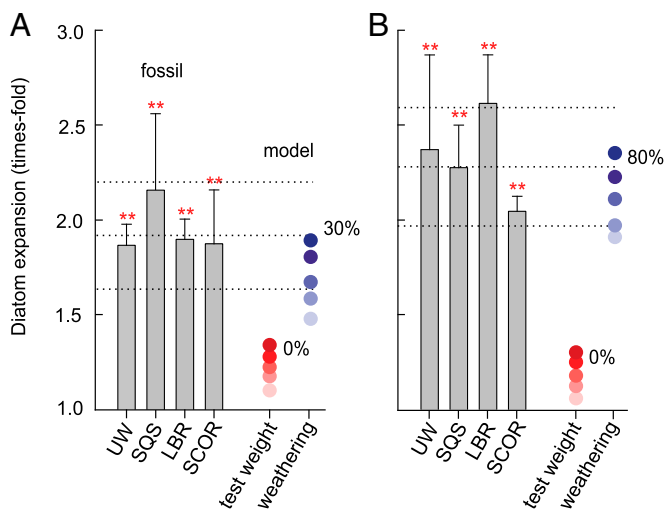 A
B
Diatom expansion (times-fold)
3.0
2.5
2.0
1.5
1.0
fossil
model
**
**
**
**
30%
0%
UW
SQS
LBR
SCOR
test weight
weathering
**
**
**
**
80%
0%
UW
SQS
LBR
SCOR
test weight
weathering